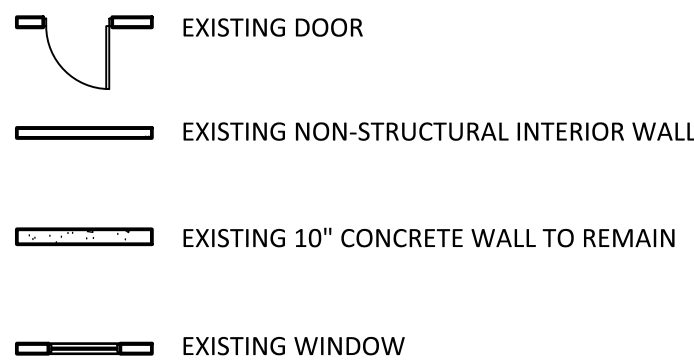 EXISTING DOOR
EXISTING NON-STRUCTURAL INTERIOR WALL
EXISTING 10" CONCRETE WALL TO REMAIN
EXISTING WINDOW